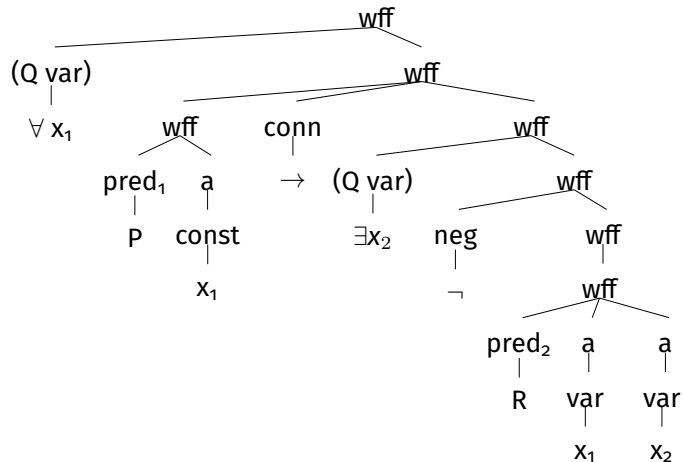 wff
(Q var) wff
∀ x₁ wff conn wff
pred₁ a → (Q var) wff
P const ∃x₂ neg wff
x₁ ¬ wff
pred₂ a a
R var var
x₁ x₂